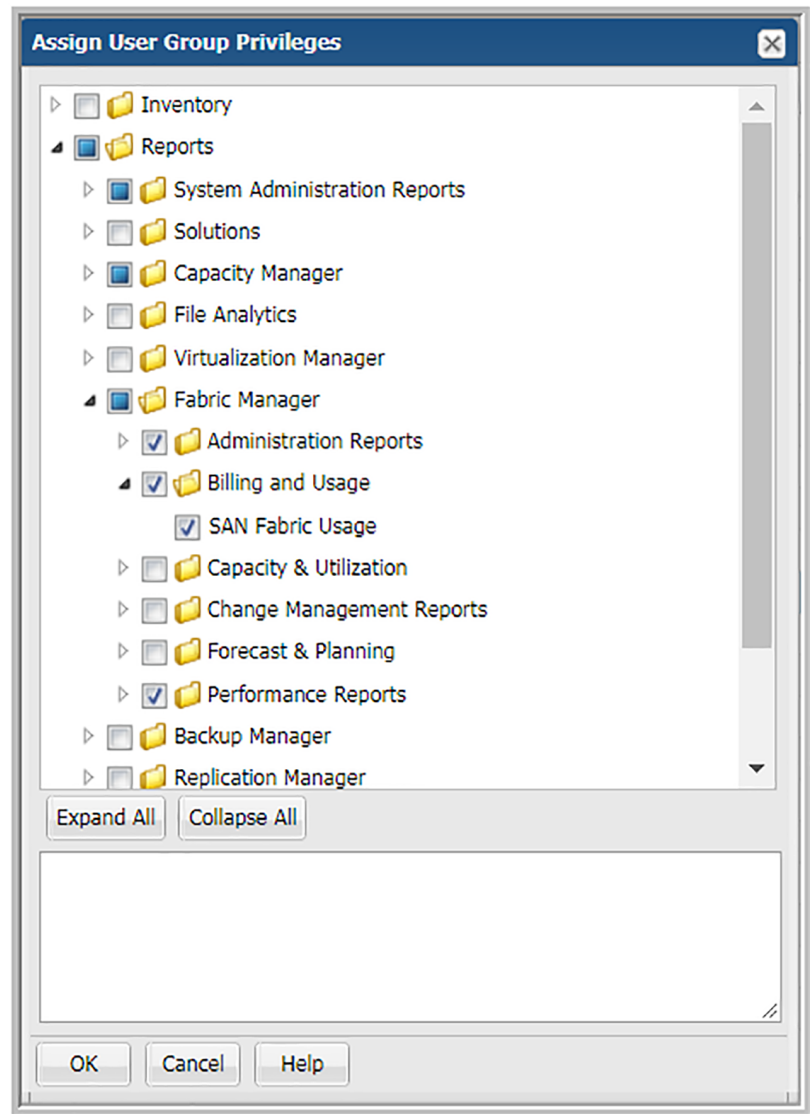 Assign User Group Privileges
Inventory
Reports
System Administration Reports
Solutions
Capacity Manager
File Analytics
Virtualization Manager
Fabric Manager
Administration Reports
Billing and Usage
SAN Fabric Usage
Capacity & Utilization
Change Management Reports
Forecast & Planning
Performance Reports
Backup Manager
Replication Manager
Expand All Collapse All
OK Cancel Help